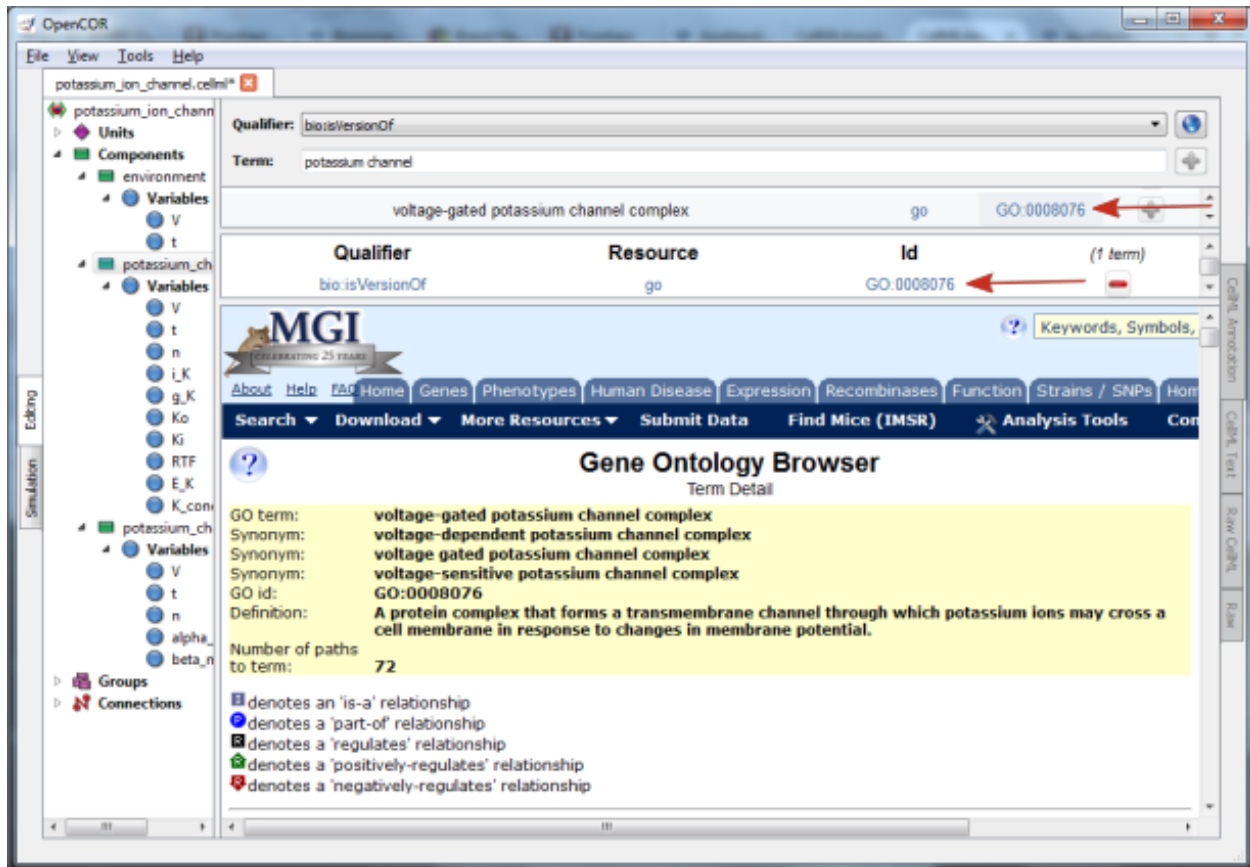 OpenCOR
File View Tools Help
potassium_ion_channel.cellml*
potassium_ion_chann
Units
Components
environment
Variables
V
t
potassium_ch
Variables
V
t
n
i_K
g_K
Ko
Ki
RTF
E_K
K_con
potassium_ch
Variables
V
t
n
alpha_
beta_n
Groups
Connections
Editing
Simulation
Qualifier: bio:isVersionOf
Term: potassium channel
voltage-gated potassium channel complex go GO:0008076
Qualifier Resource Id (1 term)
bio:isVersionOf go GO:0008076
MGI
CELEBRATING 25 YEARS
? Keywords, Symbols,
About Help FAQ Home Genes Phenotypes Human Disease Expression Recombinases Function Strains / SNPs Hom
Search Download More Resources Submit Data Find Mice (IMSR) Analysis Tools Con
? Gene Ontology Browser
Term Detail
GO term: voltage-gated potassium channel complex
Synonym: voltage-dependent potassium channel complex
Synonym: voltage gated potassium channel complex
Synonym: voltage-sensitive potassium channel complex
GO id: GO:0008076
Definition: A protein complex that forms a transmembrane channel through which potassium ions may cross a
cell membrane in response to changes in membrane potential.
Number of paths
to term: 72
I denotes an 'is-a' relationship
P denotes a 'part-of' relationship
R denotes a 'regulates' relationship
R denotes a 'positively-regulates' relationship
R denotes a 'negatively-regulates' relationship
CellML Annotation
CellML Text
Raw CellML
Raw